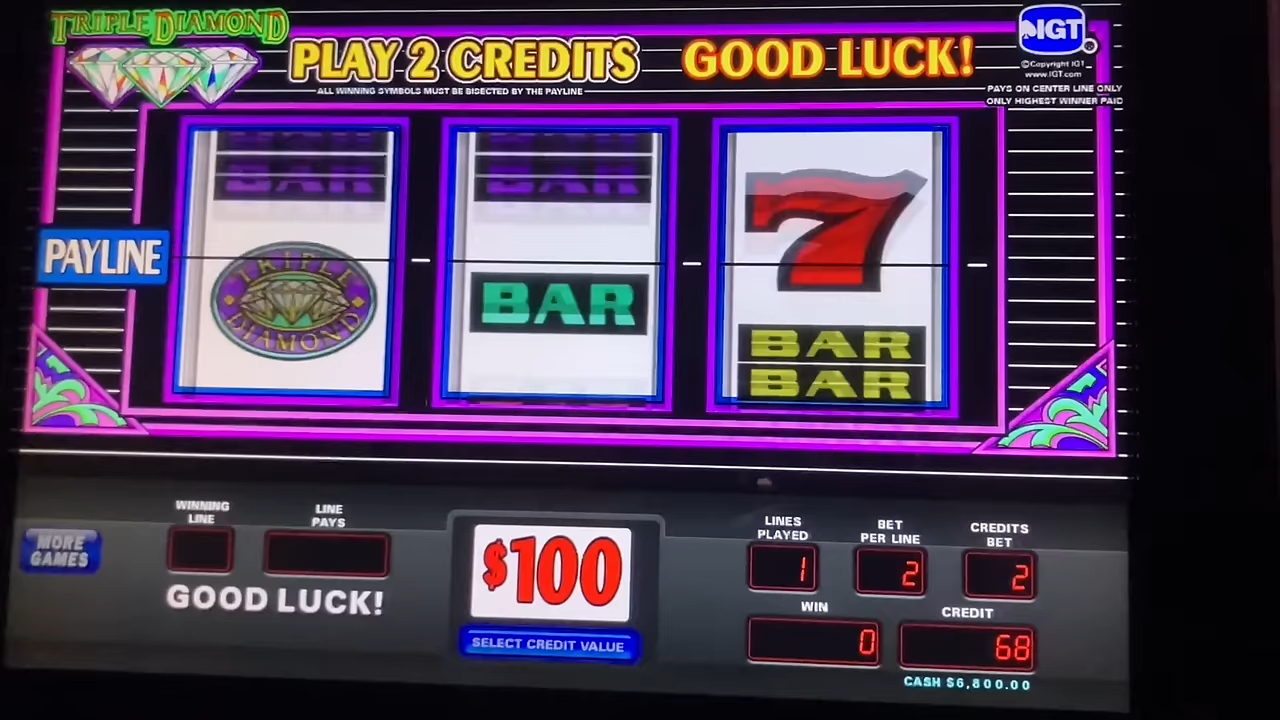 TRIPLE DIAMOND
PLAY 2 CREDITS GOOD LUCK!
IGT
©Copyright IGT
www.IGT.com
ALL WINNING SYMBOLS MUST BE BISECTED BY THE PAYLINE
PAYS ON CENTER LINE ONLY
ONLY HIGHEST WINNER PAID
BAR
BAR
7
PAYLINE
TRIPLE
DIAMOND
BAR
BAR
BAR
MORE
GAMES
WINNING
LINE
LINE
PAYS
GOOD LUCK!
$100
SELECT CREDIT VALUE
LINES
PLAYED
1
BET
PER LINE
2
CREDITS
BET
2
WIN
0
CREDIT
68
CASH $6,800.00